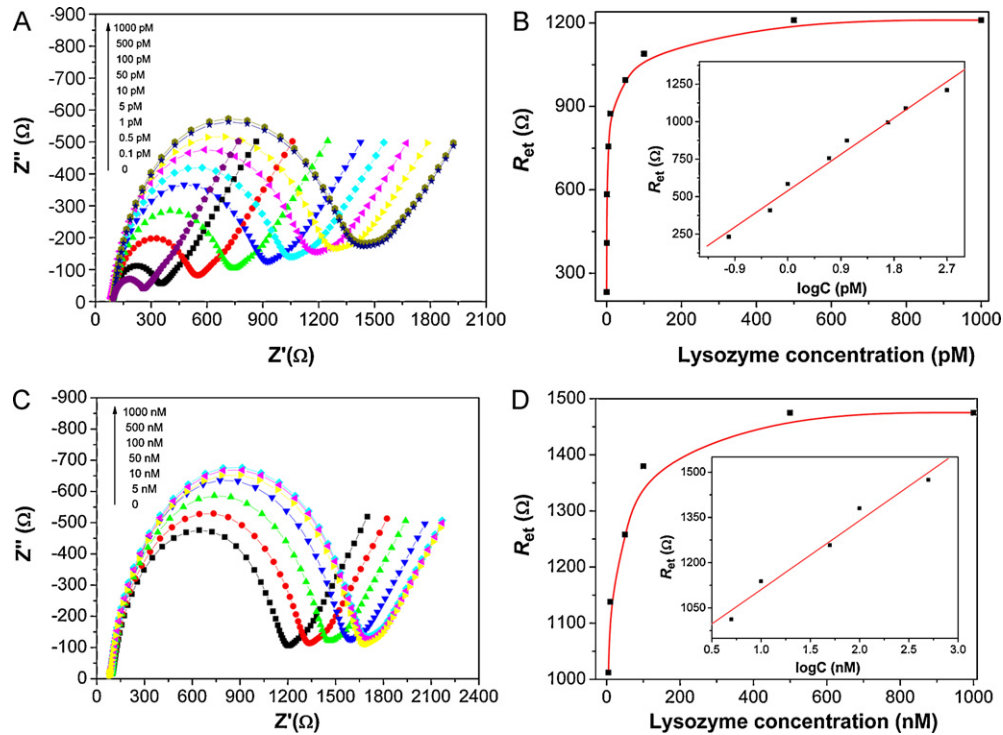 A
-900
-800
-700
-600
-500
-400
-300
-200
-100
0
Z'' (Ω)
1000 pM
500 pM
100 pM
50 pM
10 pM
5 pM
1 pM
0.5 pM
0.1 pM
0
0 300 600 900 1200 1500 1800 2100
Z'(Ω)
B
1200
900
600
300
Ret (Ω)
1250
1000
750
500
250
Ret (Ω)
-0.9 0.0 0.9 1.8 2.7
logC (pM)
0 200 400 600 800 1000
Lysozyme concentration (pM)
C
-900
-800
-700
-600
-500
-400
-300
-200
-100
0
Z'' (Ω)
1000 nM
500 nM
100 nM
50 nM
10 nM
5 nM
0
0 300 600 900 1200 1500 1800 2100 2400
Z'(Ω)
D
1500
1400
1300
1200
1100
1000
Ret (Ω)
1500
1350
1200
1050
Ret (Ω)
0.5 1.0 1.5 2.0 2.5 3.0
logC (nM)
0 200 400 600 800 1000
Lysozyme concentration (nM)